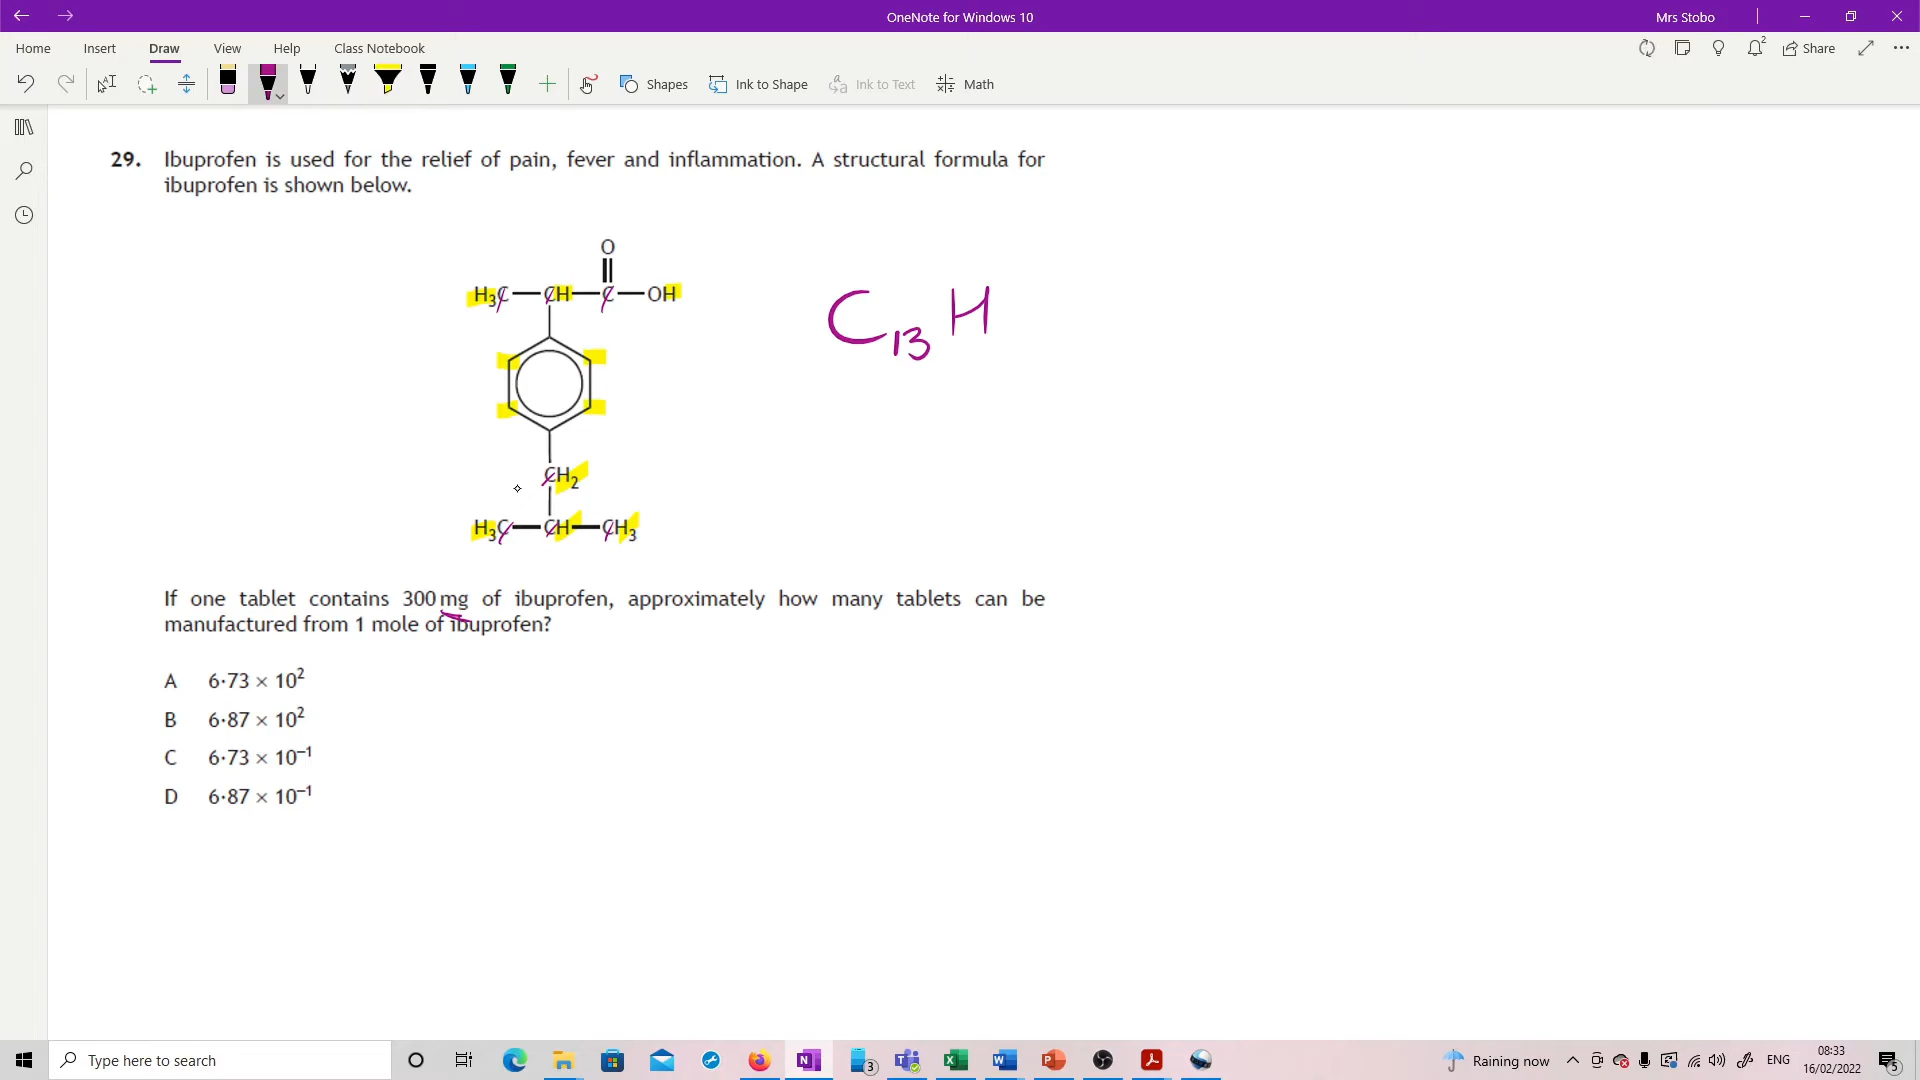 OneNote for Windows 10
Mrs Stobo
Home Insert Draw View Help Class Notebook
2
Share
Shapes Ink to Shape Ink to Text Math
29. Ibuprofen is used for the relief of pain, fever and inflammation. A structural formula for
ibuprofen is shown below.
O
H₃C CH C OH
C₁₃ H
CH₂
H₃C CH CH₃
If one tablet contains 300 mg of ibuprofen, approximately how many tablets can be
manufactured from 1 mole of ibuprofen?
A 6·73 × 10²
B 6·87 × 10²
C 6·73 × 10⁻¹
D 6·87 × 10⁻¹
Type here to search
3
Raining now
ENG
08:33
16/02/2022
5